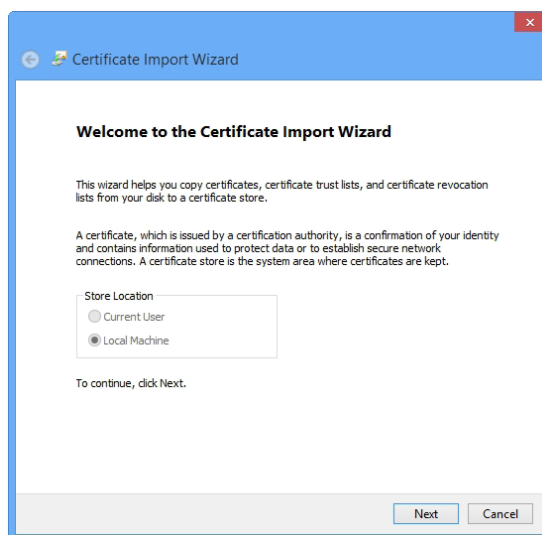 Certificate Import Wizard
Welcome to the Certificate Import Wizard
This wizard helps you copy certificates, certificate trust lists, and certificate revocation
lists from your disk to a certificate store.
A certificate, which is issued by a certification authority, is a confirmation of your identity
and contains information used to protect data or to establish secure network
connections. A certificate store is the system area where certificates are kept.
Store Location
Current User
Local Machine
To continue, click Next.
Next
Cancel